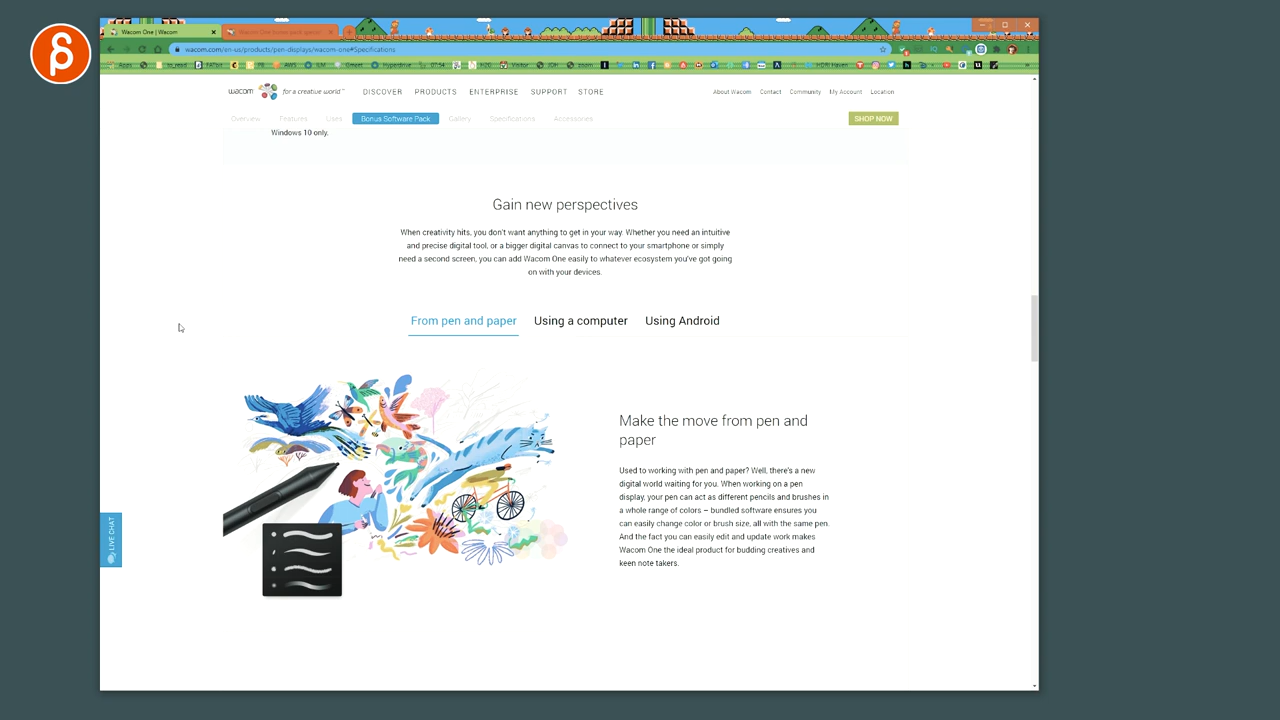 Wacom One | Wacom
wacom.com/en-us/products/pen-displays/wacom-one#Specifications
Apps
wacom for a creative world™ DISCOVER PRODUCTS ENTERPRISE SUPPORT STORE About Wacom Contact Community My Account Location
Overview Features Uses Bonus Software Pack Gallery Specifications Accessories SHOP NOW
Windows 10 only.
Gain new perspectives
When creativity hits, you don't want anything to get in your way. Whether you need an intuitive
and precise digital tool, or a bigger digital canvas to connect to your smartphone or simply
need a second screen, you can add Wacom One easily to whatever ecosystem you've got going
on with your devices.
From pen and paper Using a computer Using Android
Make the move from pen and
paper
Used to working with pen and paper? Well, there's a new
digital world waiting for you. When working on a pen
display, your pen can act as different pencils and brushes in
a whole range of colors – bundled software ensures you
can easily change color or brush size, all with the same pen.
And the fact you can easily edit and update work makes
Wacom One the ideal product for budding creatives and
keen note takers.
LIVE CHAT